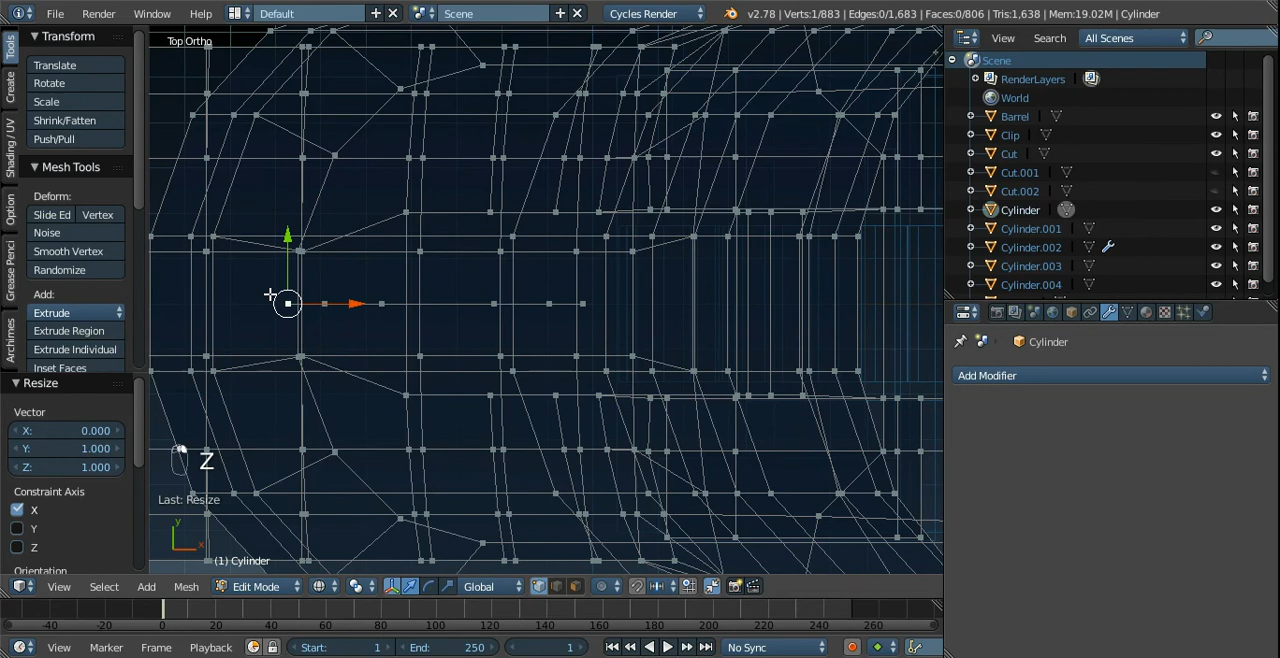 File Render Window Help Default Scene Cycles Render v2.78 | Verts:1/883 | Edges:0/1,683 | Faces:0/806 | Tris:1,638 | Mem:19.02M | Cylinder
Tools
Create
Shading / UV
Option
Grease Penci
Archimes
Transform
Translate
Rotate
Scale
Shrink/Fatten
Push/Pull
Mesh Tools
Deform:
Slide Ed Vertex
Noise
Smooth Vertex
Randomize
Add:
Extrude
Extrude Region
Extrude Individual
Inset Faces
Resize
Vector
X: 0.000
Y: 1.000
Z: 1.000
Constraint Axis
X
Y
Z
Orientation
Top Ortho
Z
Last: Resize
y
x
(1) Cylinder
View Search All Scenes
Scene
RenderLayers
World
Barrel
Clip
Cut
Cut.001
Cut.002
Cylinder
Cylinder.001
Cylinder.002
Cylinder.003
Cylinder.004
Cylinder
Add Modifier
View Select Add Mesh Edit Mode Global
-40 -20 0 20 40 60 80 100 120 140 160 180 200 220 240 260
View Marker Frame Playback Start: 1 End: 250 1 No Sync